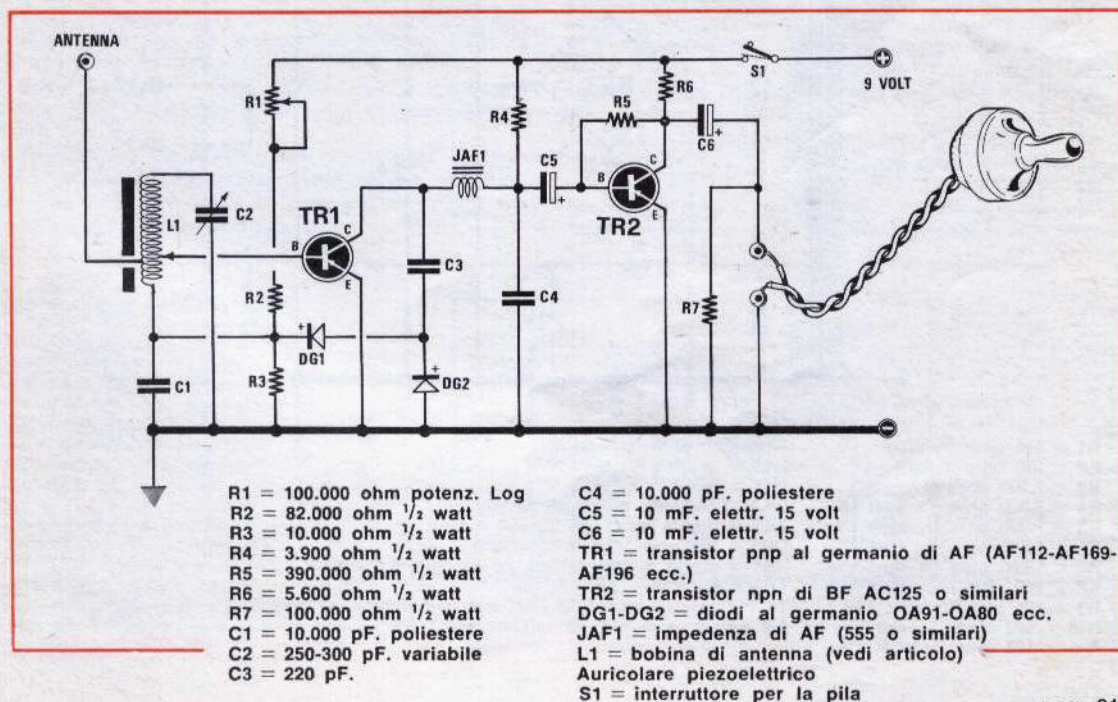 ANTENNA
S1
9 VOLT
R1
R4
R5
R6
C6
+
JAF1
C5
+
B
C
E
TR2
L1
C2
TR1
B
C
E
C3
R2
C4
R7
+
DG1
+
DG2
C1
R3
R1 = 100.000 ohm potenz. Log
R2 = 82.000 ohm 1/2 watt
R3 = 10.000 ohm 1/2 watt
R4 = 3.900 ohm 1/2 watt
R5 = 390.000 ohm 1/2 watt
R6 = 5.600 ohm 1/2 watt
R7 = 100.000 ohm 1/2 watt
C1 = 10.000 pF. poliestere
C2 = 250-300 pF. variabile
C3 = 220 pF.
C4 = 10.000 pF. poliestere
C5 = 10 mF. elettr. 15 volt
C6 = 10 mF. elettr. 15 volt
TR1 = transistor pnp al germanio di AF (AF112-AF169-
AF196 ecc.)
TR2 = transistor npn di BF AC125 o similari
DG1-DG2 = diodi al germanio OA91-OA80 ecc.
JAF1 = impedenza di AF (555 o similari)
L1 = bobina di antenna (vedi articolo)
Auricolare piezoelettrico
S1 = interruttore per la pila